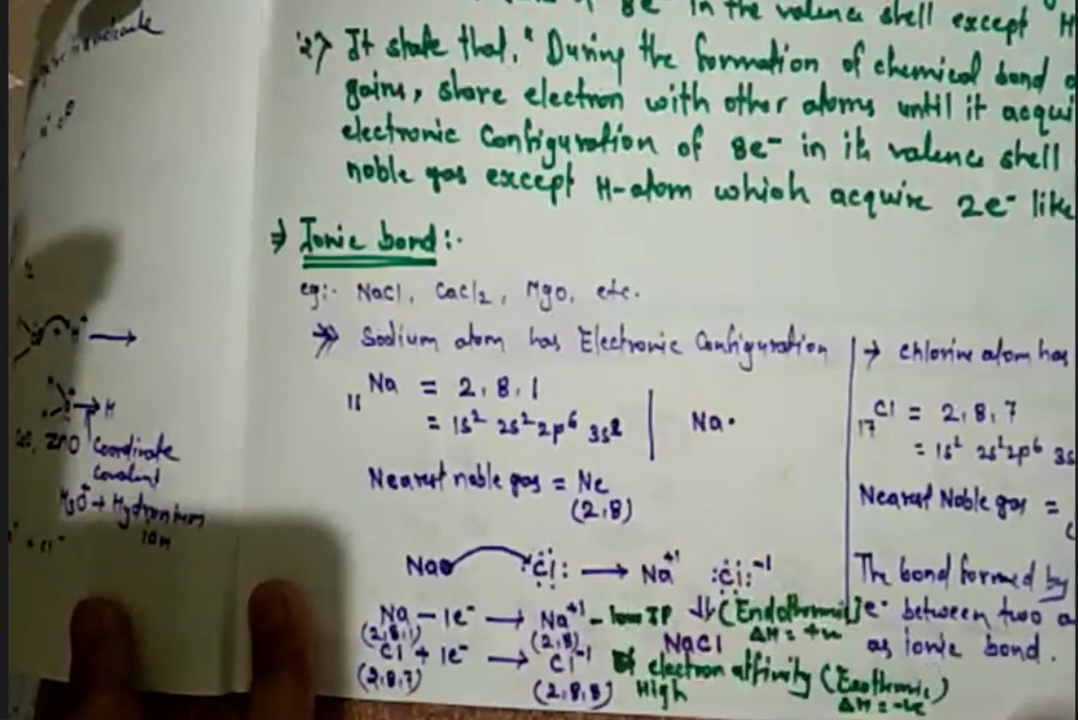 8e⁻ in the valence shell except H
2) It state that, "During the formation of chemical bond
gains, share electron with other atoms until it acqui
electronic Configuration of 8e⁻ in its valence shell
noble gas except H-atom which acquire 2e⁻ like
⇒ Ionic bond:-
eg:- NaCl, CaCl₂, MgO, etc.
→ Sodium atom has Electronic Configuration
₁₁Na = 2,8,1
= 1s² 2s² 2p⁶ 3s¹
Na·
Nearest noble gas = Ne
(2,8)
→ chlorine atom has
₁₇Cl = 2,8,7
= 1s² 2s² 2p⁶ 3s
Nearest Noble gas =
Na Cl: → Na⁺¹ :Cl:⁻¹
NaCl
Na – 1e⁻ → Na⁺¹ – low IP (Endothermic)
(2,8,1) (2,8) ΔH = +ve
Cl + 1e⁻ → Cl⁻¹ electron affinity (Exothermic)
(2,8,7) (2,8,8) High ΔH = -ve
The bond formed by
e⁻ between two a
as ionic bond.
→ H
ZnO Coordinate
Covalent
H₃O⁺ → Hydronium
ion
+ Cl⁻